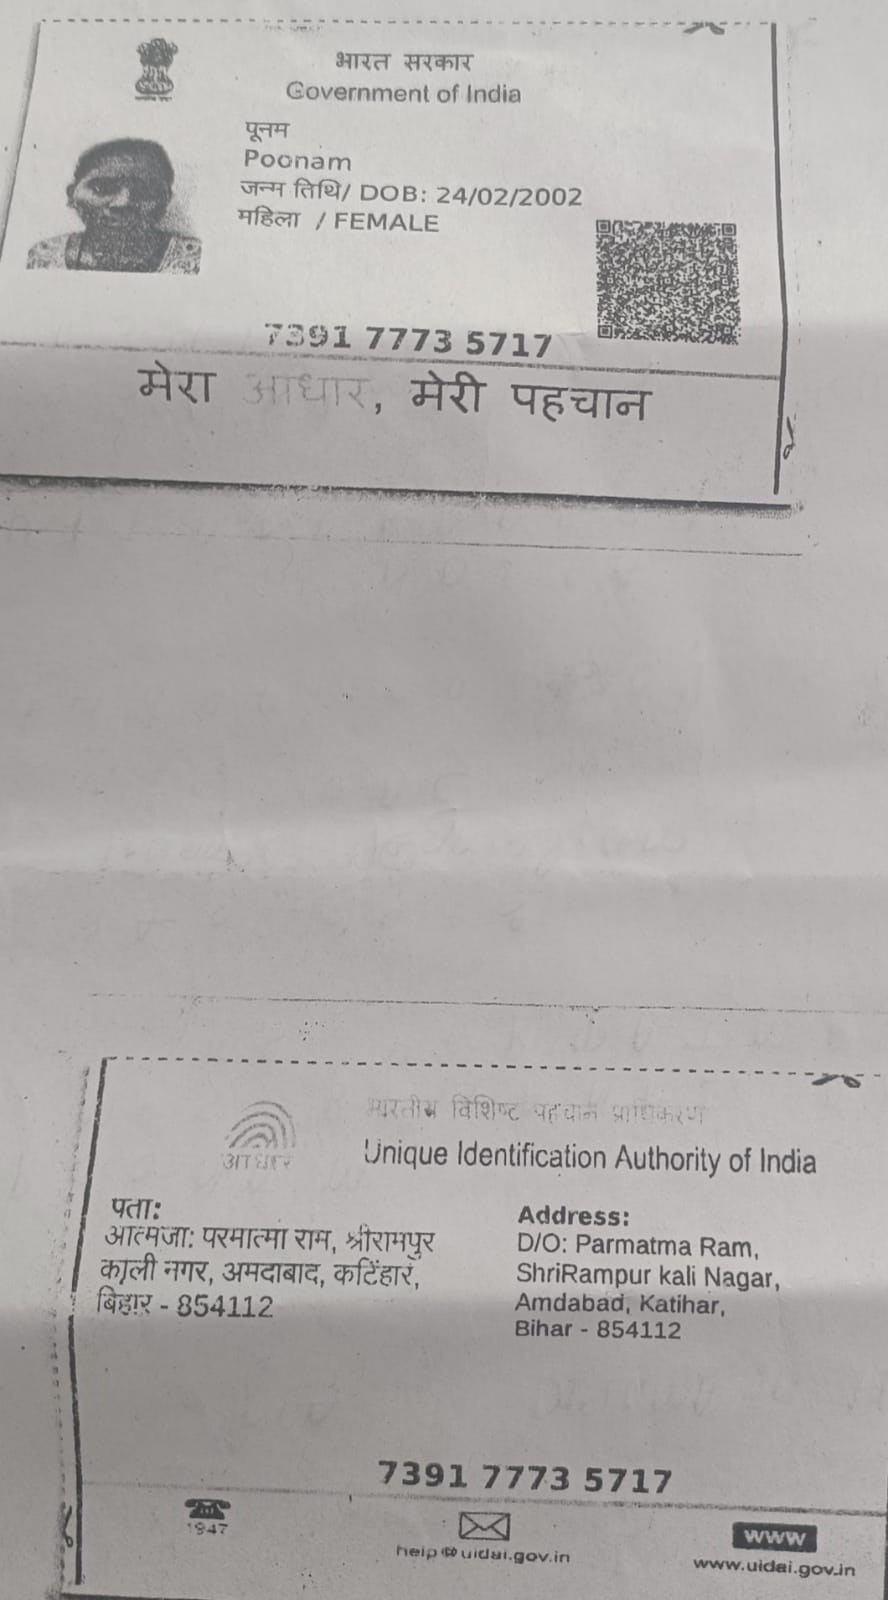 भारत सरकार
Government of India
पूनम
Poonam
जन्म तिथि/ DOB: 24/02/2002
महिला / FEMALE
7391 7773 5717
मेरा आधार, मेरी पहचान
भारतीय विशिष्ट पहचान प्राधिकरण
आधार
Unique Identification Authority of India
पता:
आत्मजा: परमात्मा राम, श्रीरामपुर
काली नगर, अमदाबाद, कटिहार,
बिहार - 854112
Address:
D/O: Parmatma Ram,
ShriRampur kali Nagar,
Amdabad, Katihar,
Bihar - 854112
7391 7773 5717
1947
help@uidai.gov.in
www
www.uidai.gov.in